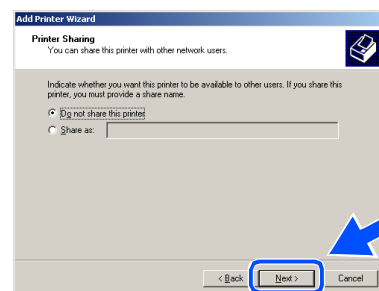 Add Printer Wizard
Printer Sharing
You can share this printer with other network users.
Indicate whether you want this printer to be available to other users. If you share this
printer, you must provide a share name.
Do not share this printer
Share as:
< Back
Next >
Cancel